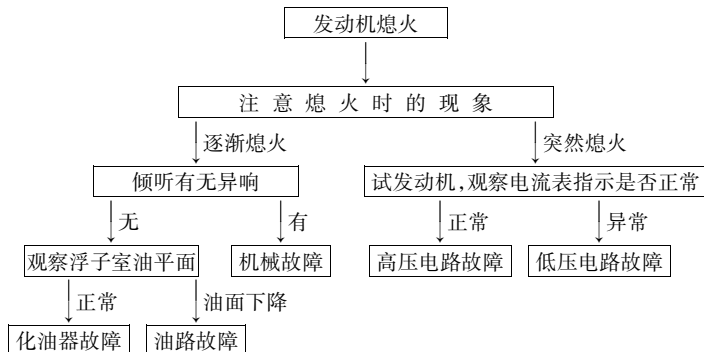 发动机熄火
注意熄火时的现象
逐渐熄火
突然熄火
倾听有无异响
试发动机,观察电流表指示是否正常
无
有
正常
异常
观察浮子室油平面
机械故障
高压电路故障
低压电路故障
正常
油面下降
化油器故障
油路故障